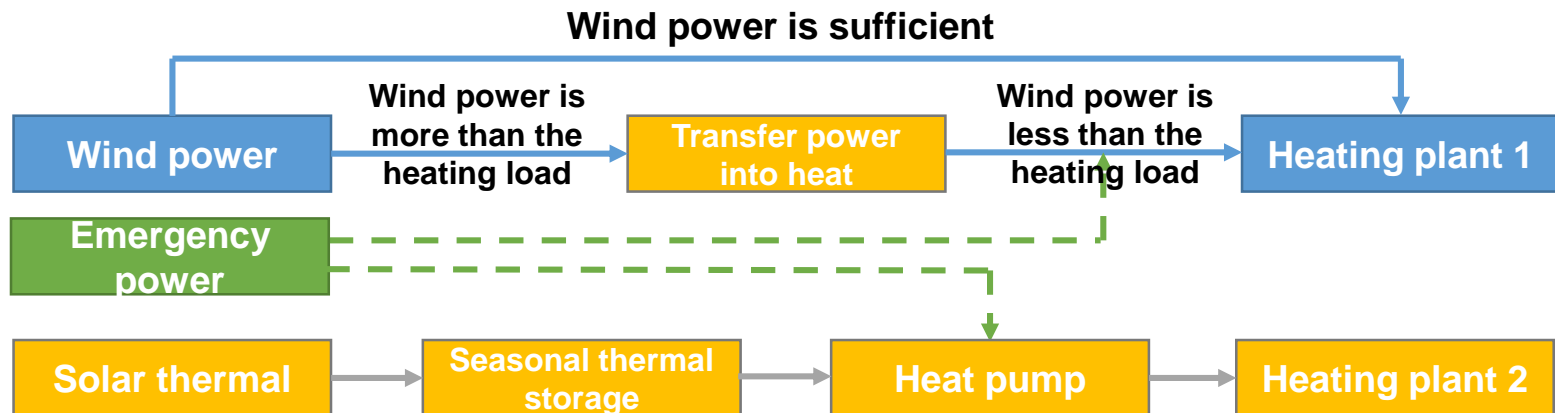 Wind power is sufficient
Wind power
Wind power is
more than the
heating load
Transfer power
into heat
Wind power is
less than the
heating load
Heating plant 1
Emergency
power
Solar thermal
Seasonal thermal
storage
Heat pump
Heating plant 2